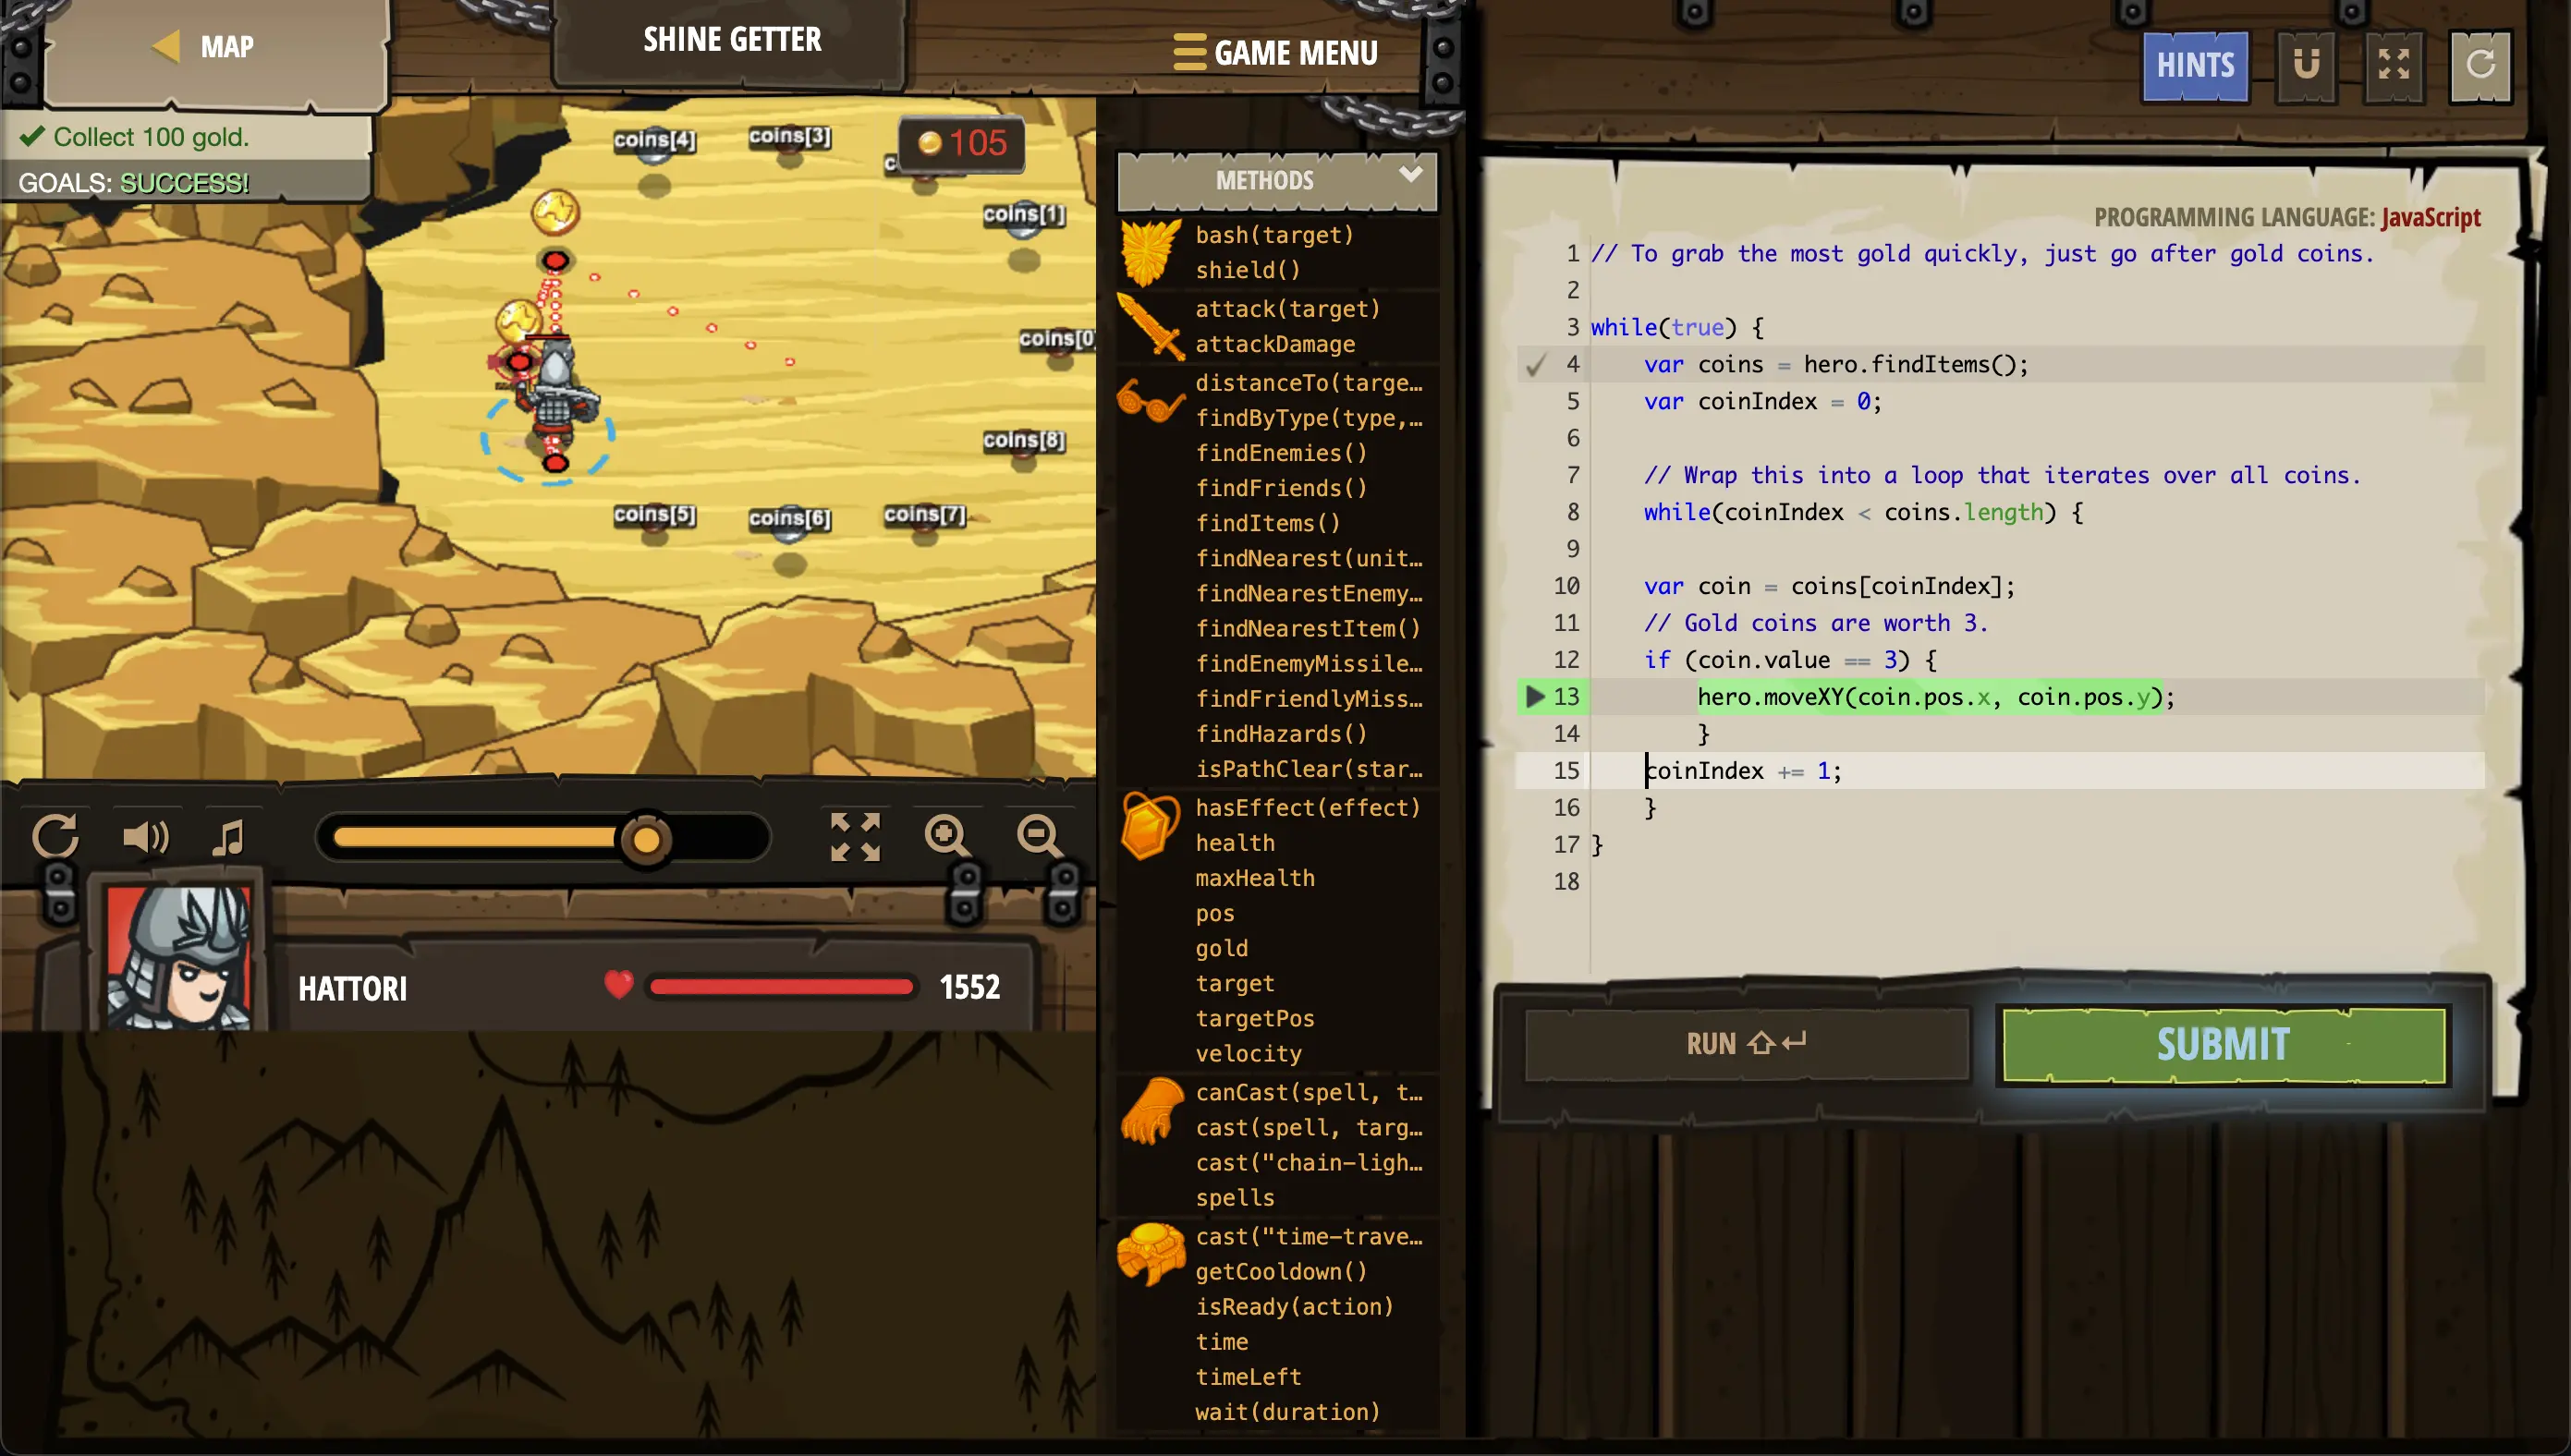 MAP
SHINE GETTER
GAME MENU
HINTS
Collect 100 gold.
GOALS: SUCCESS!
105
coins[4]
coins[3]
coins[1]
coins[0]
coins[8]
coins[5]
coins[6]
coins[7]
HATTORI
1552
METHODS
bash(target)
shield()
attack(target)
attackDamage
distanceTo(targe…
findByType(type,…
findEnemies()
findFriends()
findItems()
findNearest(unit…
findNearestEnemy…
findNearestItem()
findEnemyMissile…
findFriendlyMiss…
findHazards()
isPathClear(star…
hasEffect(effect)
health
maxHealth
pos
gold
target
targetPos
velocity
canCast(spell, t…
cast(spell, targ…
cast("chain-ligh…
spells
cast("time-trave…
getCooldown()
isReady(action)
time
timeLeft
wait(duration)
PROGRAMMING LANGUAGE: JavaScript
1 // To grab the most gold quickly, just go after gold coins.
2
3 while(true) {
4 var coins = hero.findItems();
5 var coinIndex = 0;
6
7 // Wrap this into a loop that iterates over all coins.
8 while(coinIndex < coins.length) {
9
10 var coin = coins[coinIndex];
11 // Gold coins are worth 3.
12 if (coin.value == 3) {
13 hero.moveXY(coin.pos.x, coin.pos.y);
14 }
15 coinIndex += 1;
16 }
17 }
18
RUN
SUBMIT